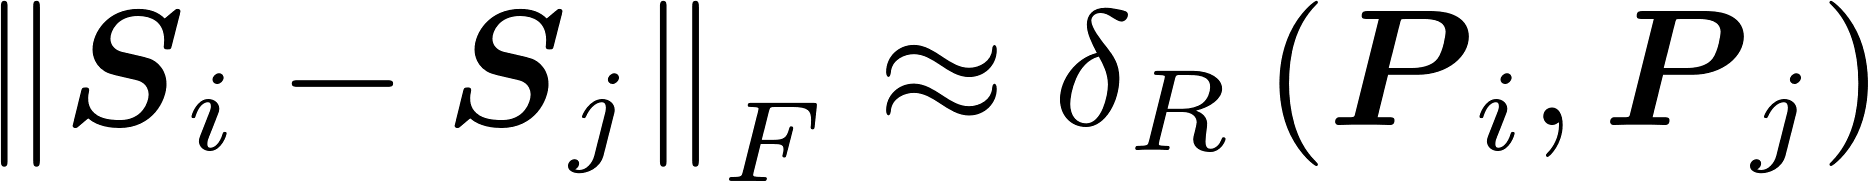 ‖S_i − S_j‖_F ≈ δ_R (P_i, P_j)